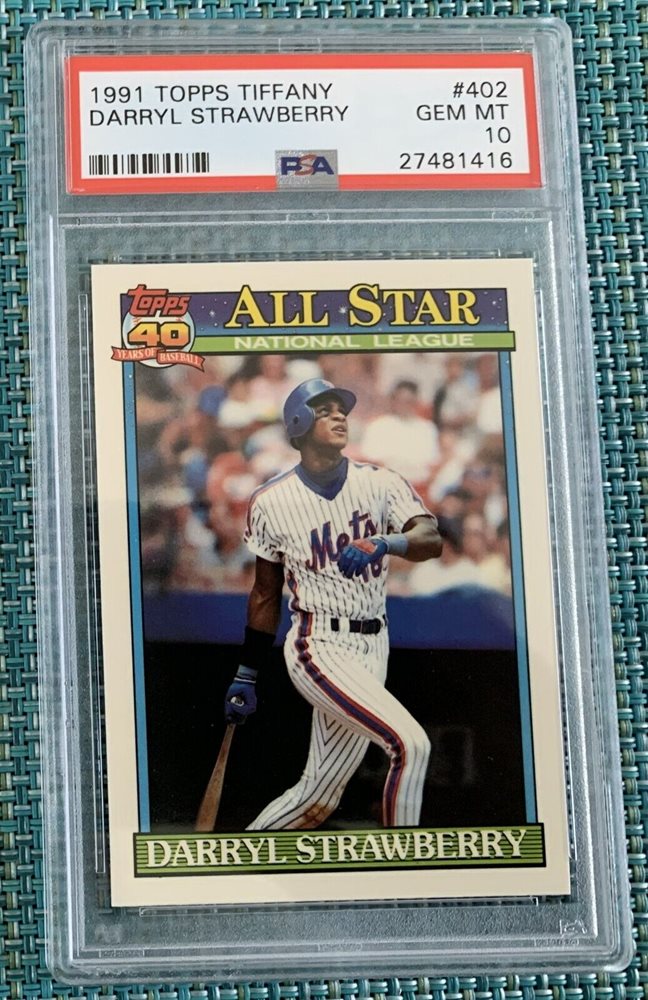 1991 TOPPS TIFFANY #402
DARRYL STRAWBERRY GEM MT
10
PSA 27481416
Topps ALL STAR
40 NATIONAL LEAGUE
YEARS OF BASEBALL
Mets
18
DARRYL STRAWBERRY